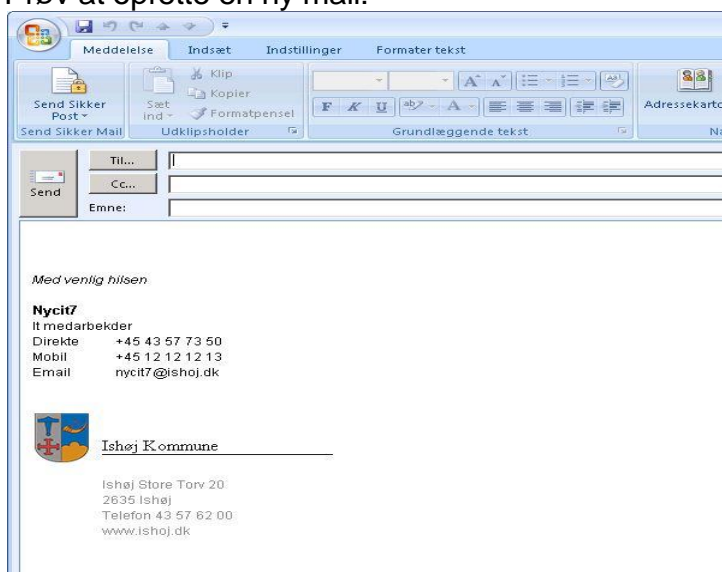 Prøv at oprette en ny mail.
Meddelelse Indsæt Indstillinger Formater tekst
Klip
Kopier
Formatpensel
Send Sikker Post
Sæt ind
Adressekarto
Send Sikker Mail Udklipsholder Grundlæggende tekst Na
F K U
Til...
Cc...
Send
Emne:
Med venlig hilsen
Nycit7
It medarbekder
Direkte +45 43 57 73 50
Mobil +45 12 12 12 13
Email nycit7@ishoj.dk
Ishøj Kommune
Ishøj Store Torv 20
2635 Ishøj
Telefon 43 57 62 00
www.ishoj.dk